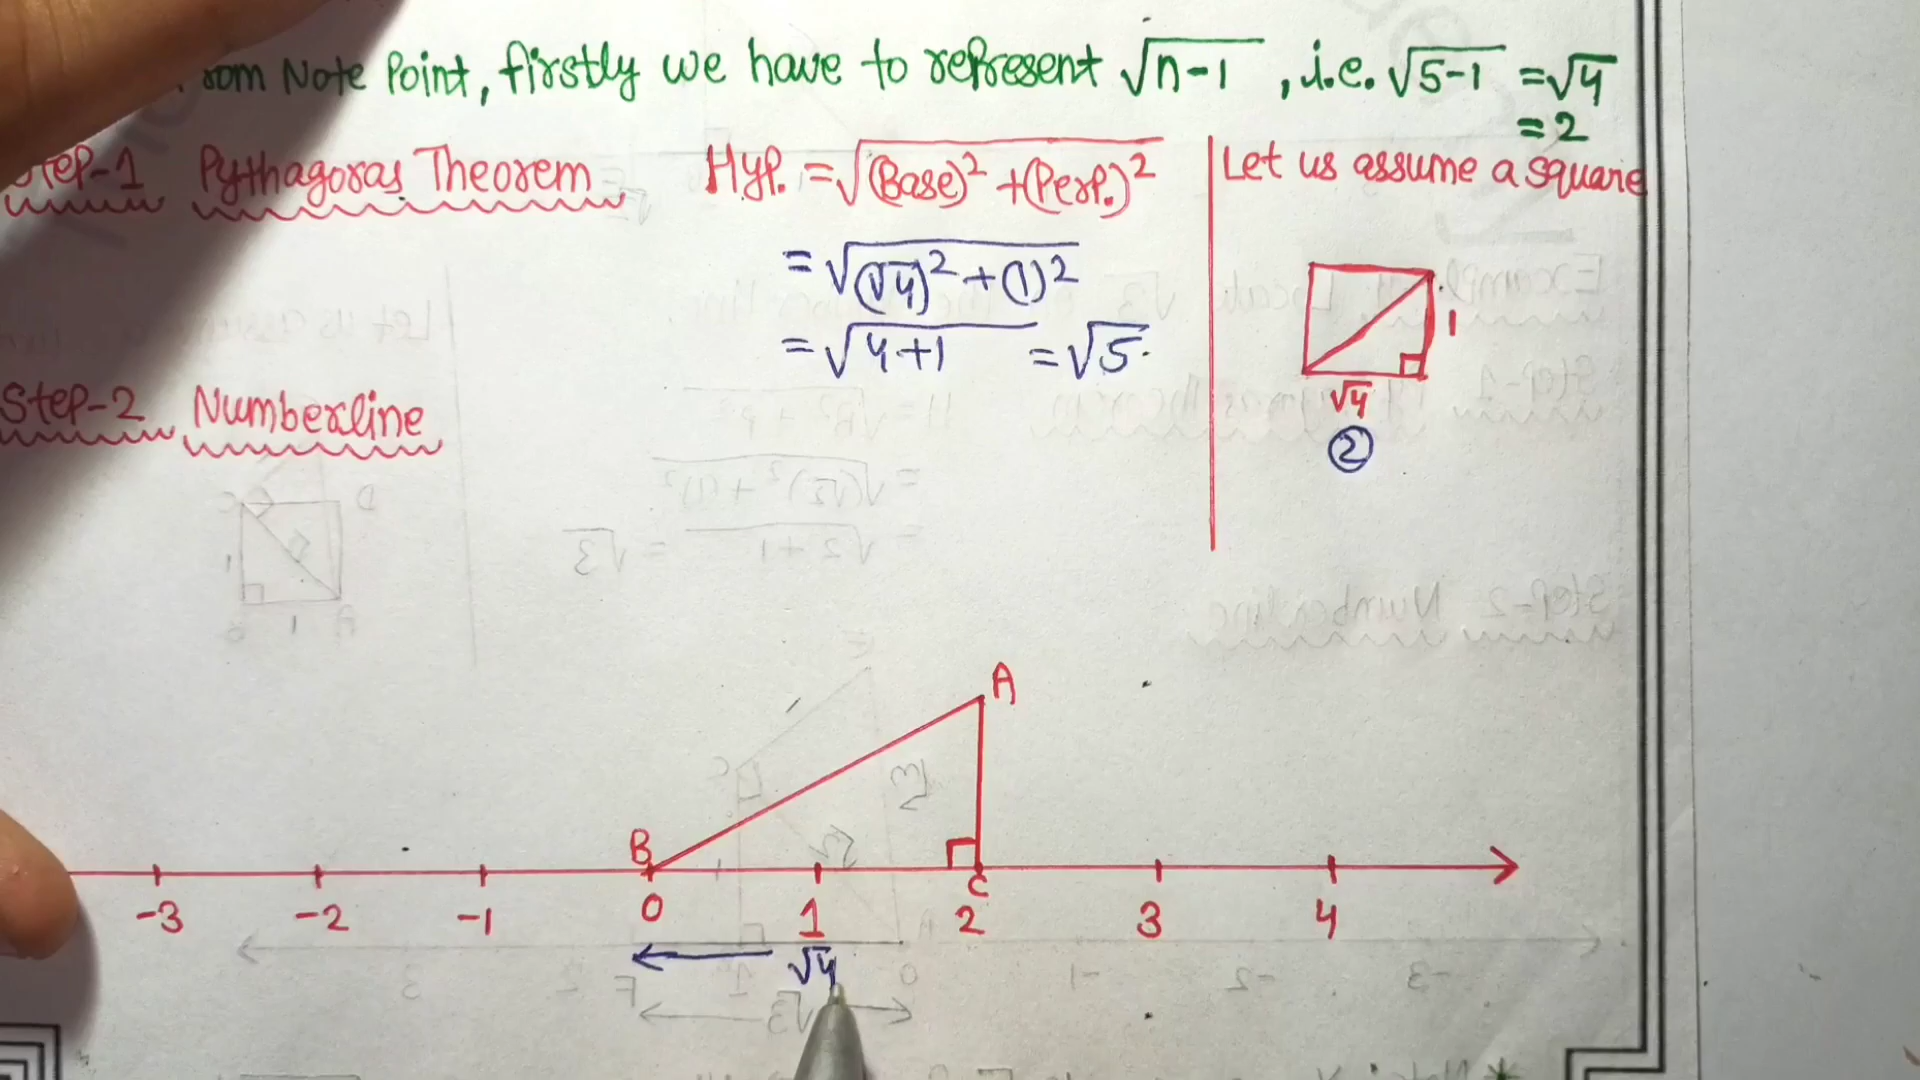 rom Note Point, firstly we have to represent √n-1 , i.e. √5-1 = √4
= 2
Step-1 Pythagoras Theorem
Hyp. = √(Base)² + (Perp.)²
= √(√4)² + (1)²
= √4+1 = √5
Let us assume a square
1
√4
2
Step-2 Numberline
A
B
C
-3 -2 -1 0 1 2 3 4
√4